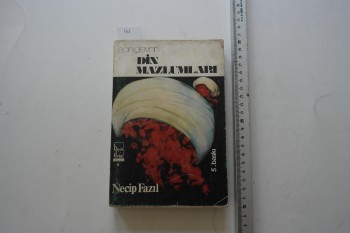 son devrin
DİN
MAZLUMLARI
5. baskı
Necip Fazıl